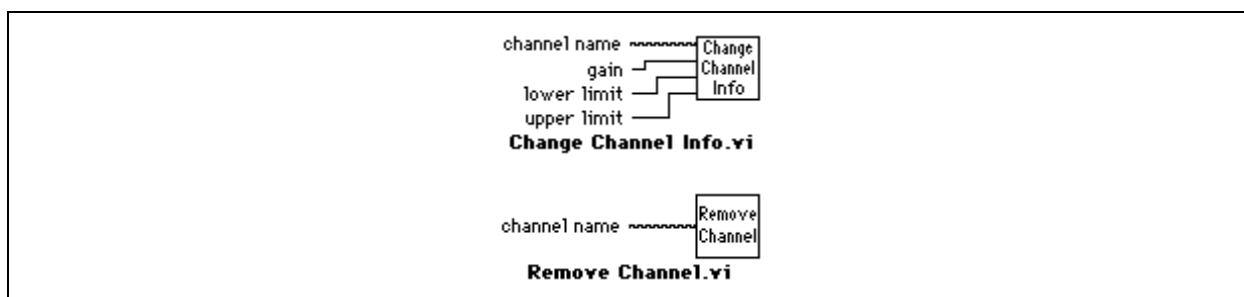 channel name
gain
lower limit
upper limit
Change
Channel
Info
Change Channel Info.vi
channel name
Remove
Channel
Remove Channel.vi